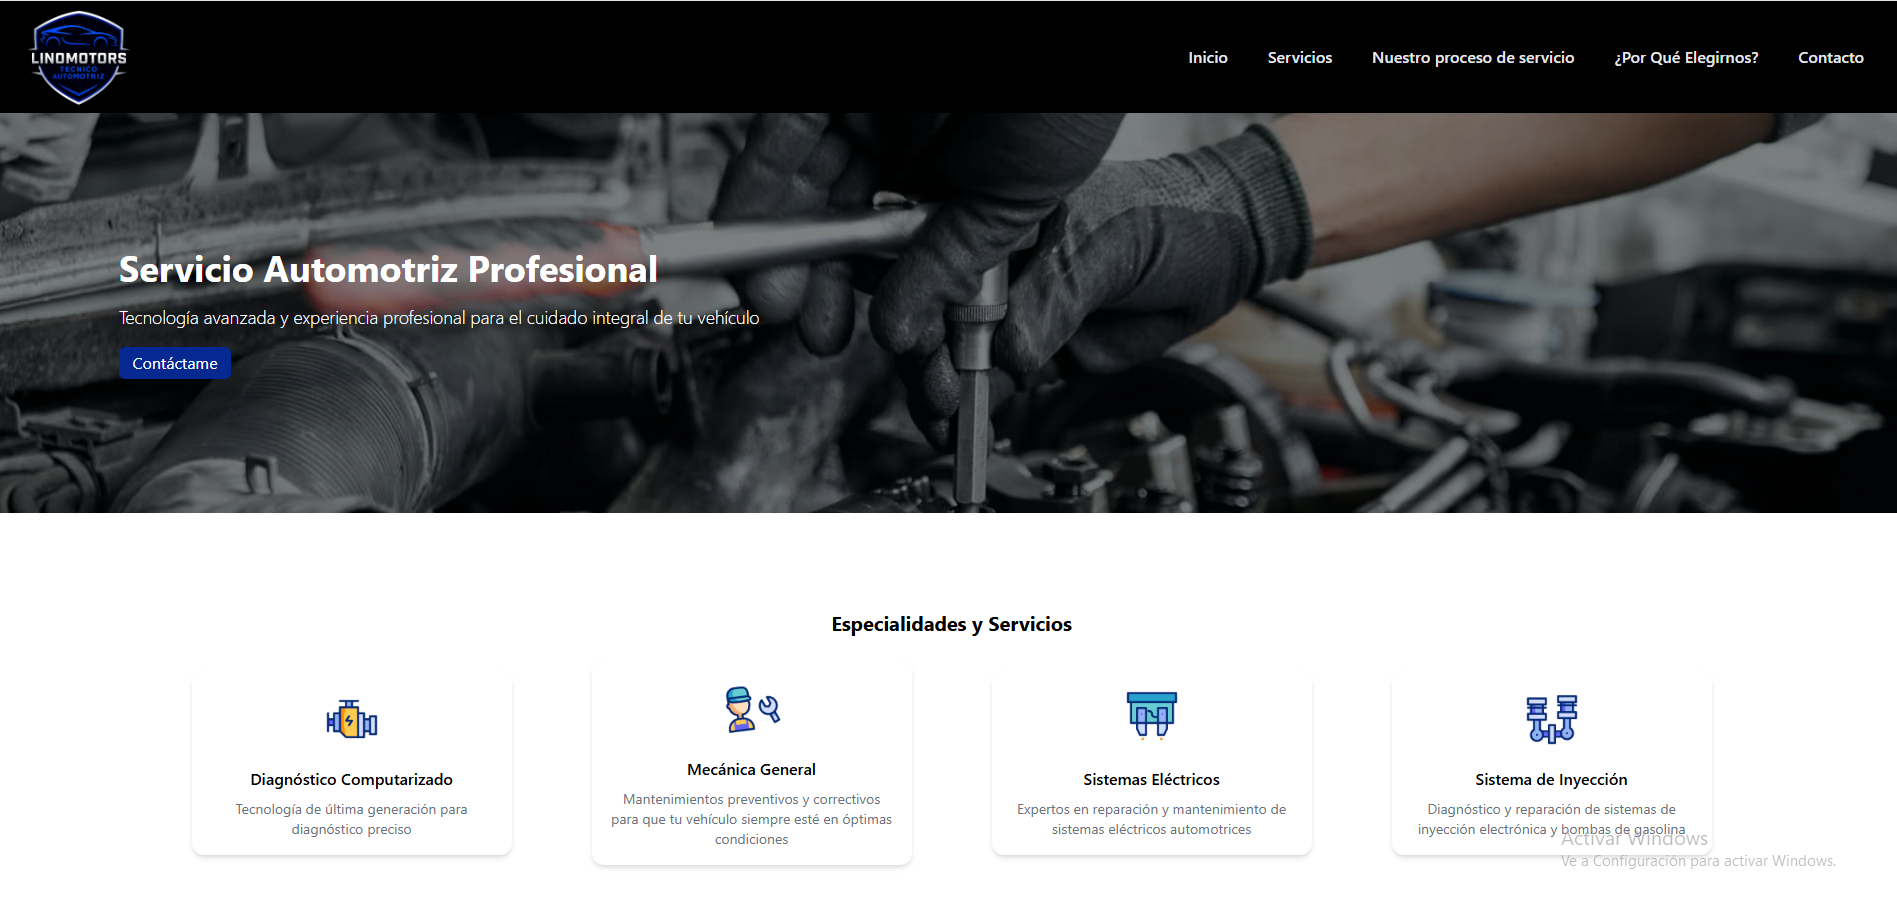 LINOMOTORS
TECNICO
AUTOMOTRIZ
Inicio
Servicios
Nuestro proceso de servicio
¿Por Qué Elegirnos?
Contacto
Servicio Automotriz Profesional
Tecnología avanzada y experiencia profesional para el cuidado integral de tu vehículo
Contáctame
Especialidades y Servicios
Diagnóstico Computarizado
Tecnología de última generación para
diagnóstico preciso
Mecánica General
Mantenimientos preventivos y correctivos
para que tu vehículo siempre esté en óptimas
condiciones
Sistemas Eléctricos
Expertos en reparación y mantenimiento de
sistemas eléctricos automotrices
Sistema de Inyección
Diagnóstico y reparación de sistemas de
inyección electrónica y bombas de gasolina
Activar Windows
Ve a Configuración para activar Windows.